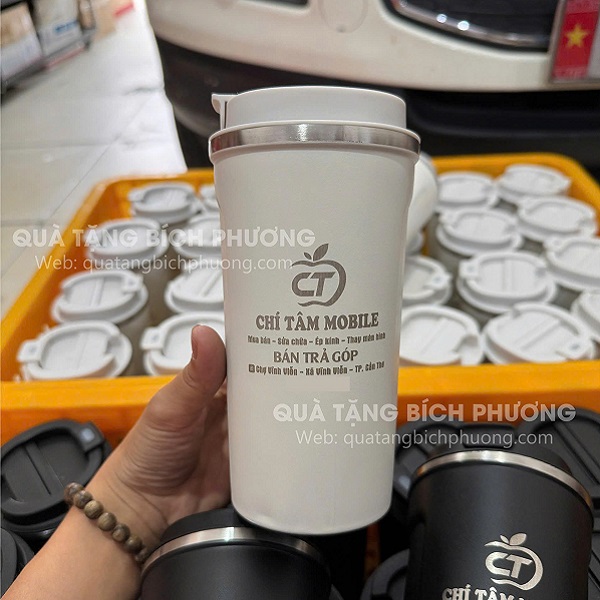 QUÀ TẶNG BÍCH PHƯƠNG
Web: quatangbichphuong.com
CT
CHÍ TÂM MOBILE
Mua bán - Sửa chữa - Ép kính - Thay màn hình
BÁN TRẢ GÓP
Chợ Vĩnh Viễn - Xã Vĩnh Viễn - TP. Cần Thơ
QUÀ TẶNG BÍCH PHƯƠNG
Web: quatangbichphuong.com
CT
CHÍ TÂM